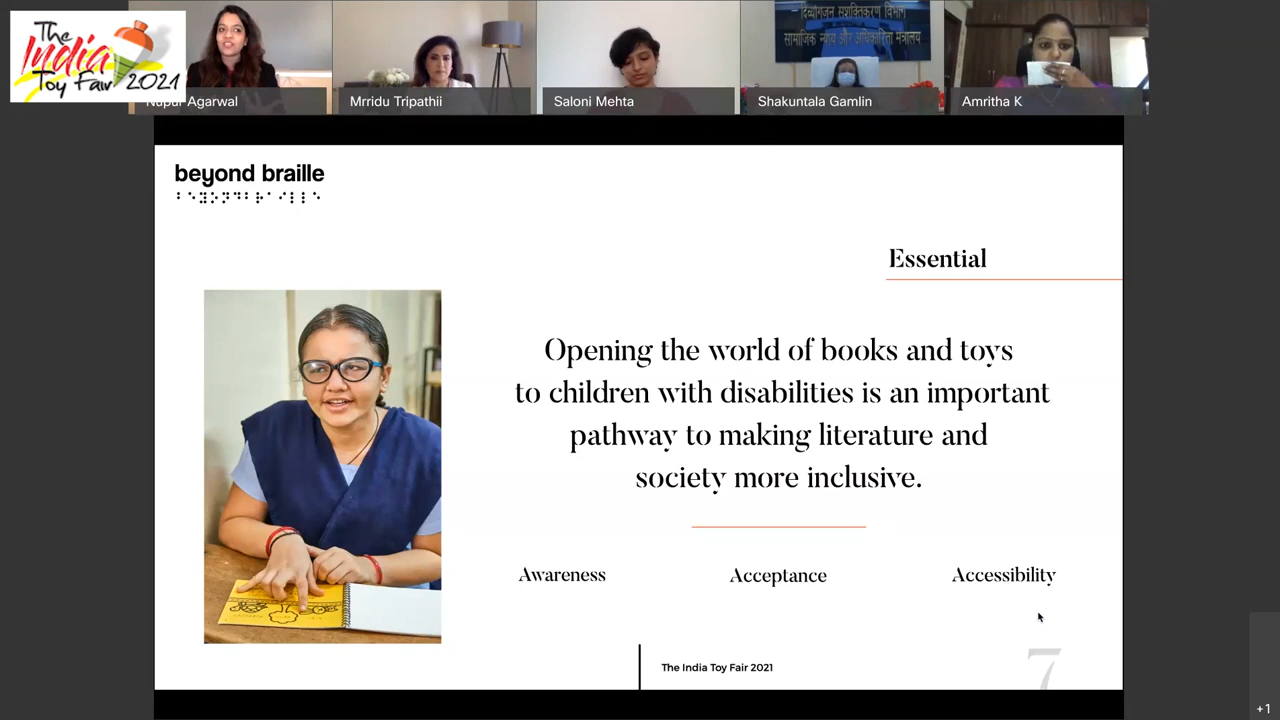 The
India
Toy Fair 2021
Nupur Agarwal
Mrridu Tripathii
Saloni Mehta
Shakuntala Gamlin
Amritha K
दिव्यांगजन सशक्तिकरण विभाग
सामाजिक न्याय और अधिकारिता मंत्रालय
beyond braille
⠃⠑⠽⠕⠝⠙⠃⠗⠁⠊⠇⠇⠑
Essential
Opening the world of books and toys
to children with disabilities is an important
pathway to making literature and
society more inclusive.
Awareness
Acceptance
Accessibility
The India Toy Fair 2021
7
+1